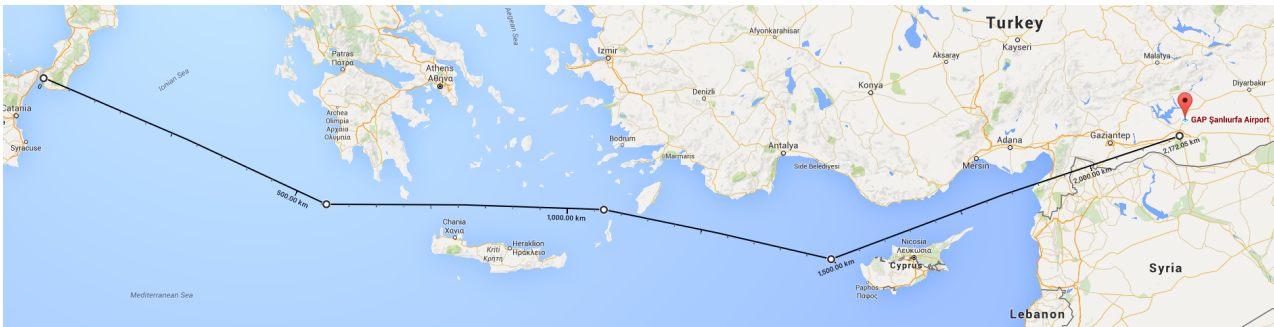 Turkey
Aegean Sea
Afyonkarahisar
Izmir
Kayseri
Aksaray
Malatya
Patras
Πάτρα
Athens
Αθήνα
Ionian Sea
0
Diyarbakır
Denizli
Konya
Catania
Archea
Olimpia
Αρχαία
Ολυμπία
GAP Şanlıurfa Airport
Gaziantep
Adana
Bodrum
Antalya
Syracuse
2,172.05 km
Marmaris
Side Belediyesi
Mersin
2,000.00 km
500.00 km
1,000.00 km
Chania
Χανιά
Heraklion
Ηράκλειο
Kriti
Κρήτη
Nicosia
Λευκωσία
Cyprus
1,500.00 km
Syria
Paphos
Πάφος
Mediterranean Sea
Lebanon